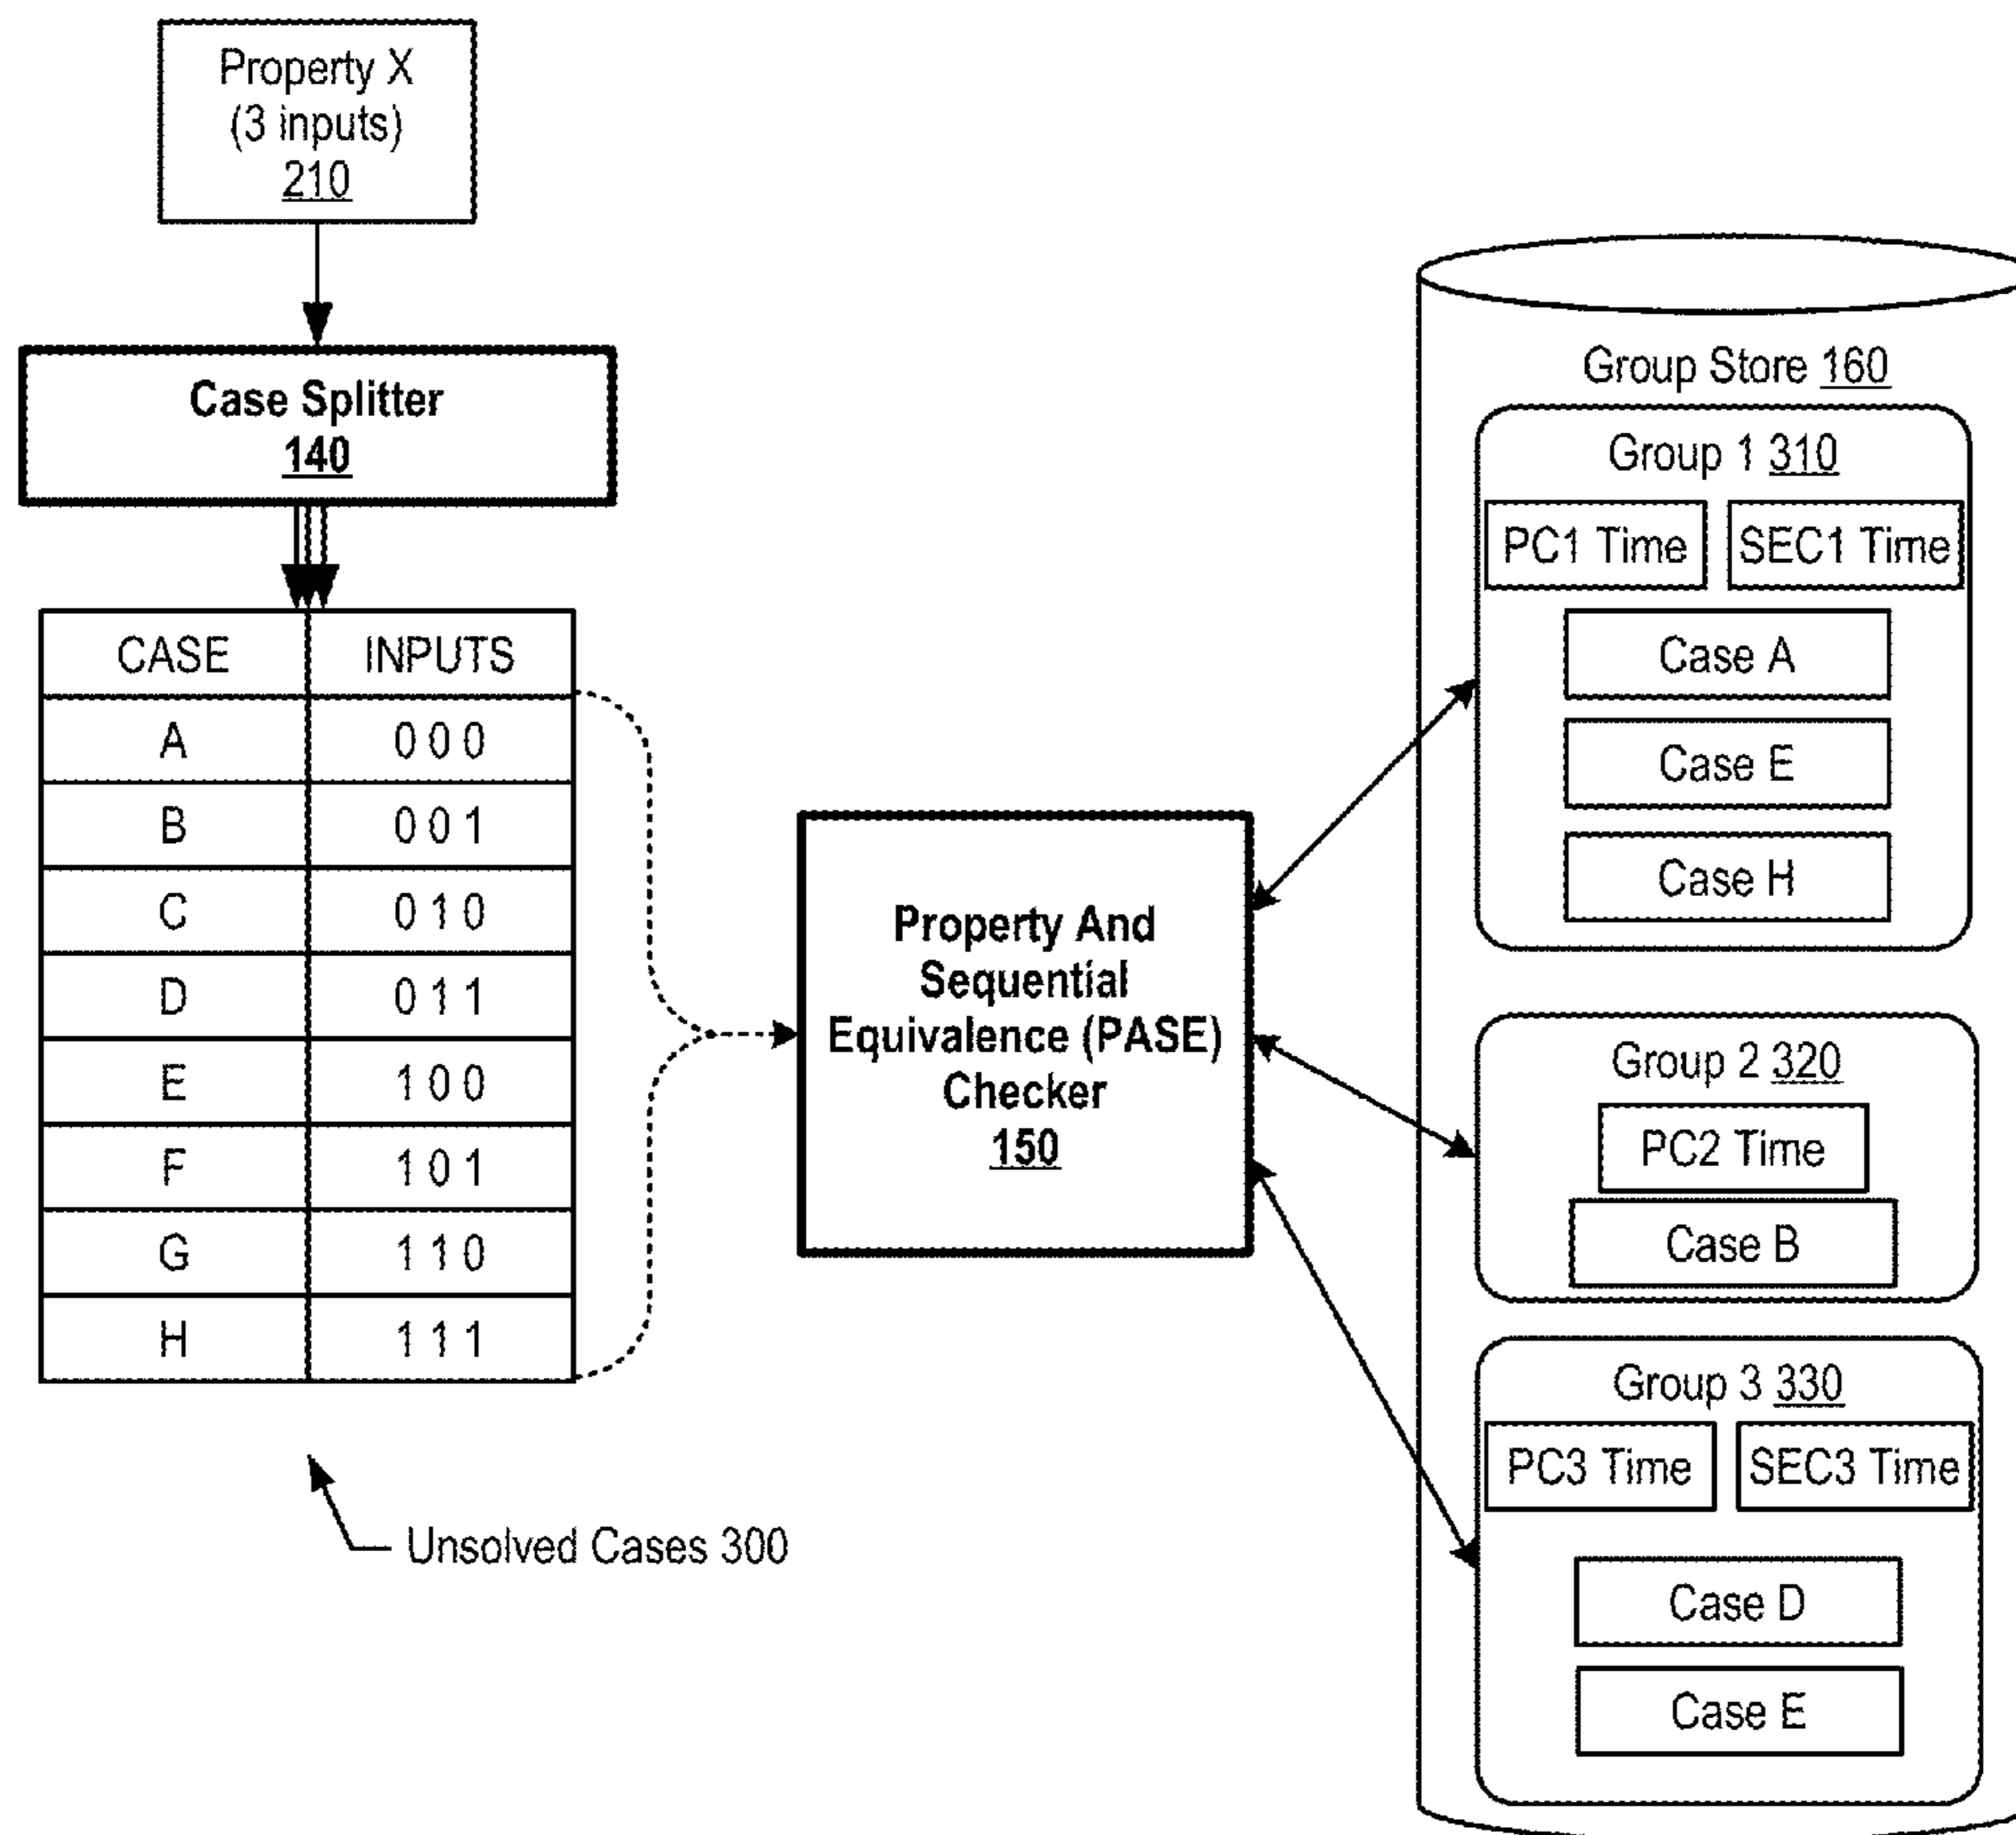 Property X
(3 inputs)
210
Case Splitter
140
CASE INPUTS
A 0 0 0
B 0 0 1
C 0 1 0
D 0 1 1
E 1 0 0
F 1 0 1
G 1 1 0
H 1 1 1
Unsolved Cases 300
Property And
Sequential
Equivalence (PASE)
Checker
150
Group Store 160
Group 1 310
PC1 Time SEC1 Time
Case A
Case E
Case H
Group 2 320
PC2 Time
Case B
Group 3 330
PC3 Time SEC3 Time
Case D
Case E